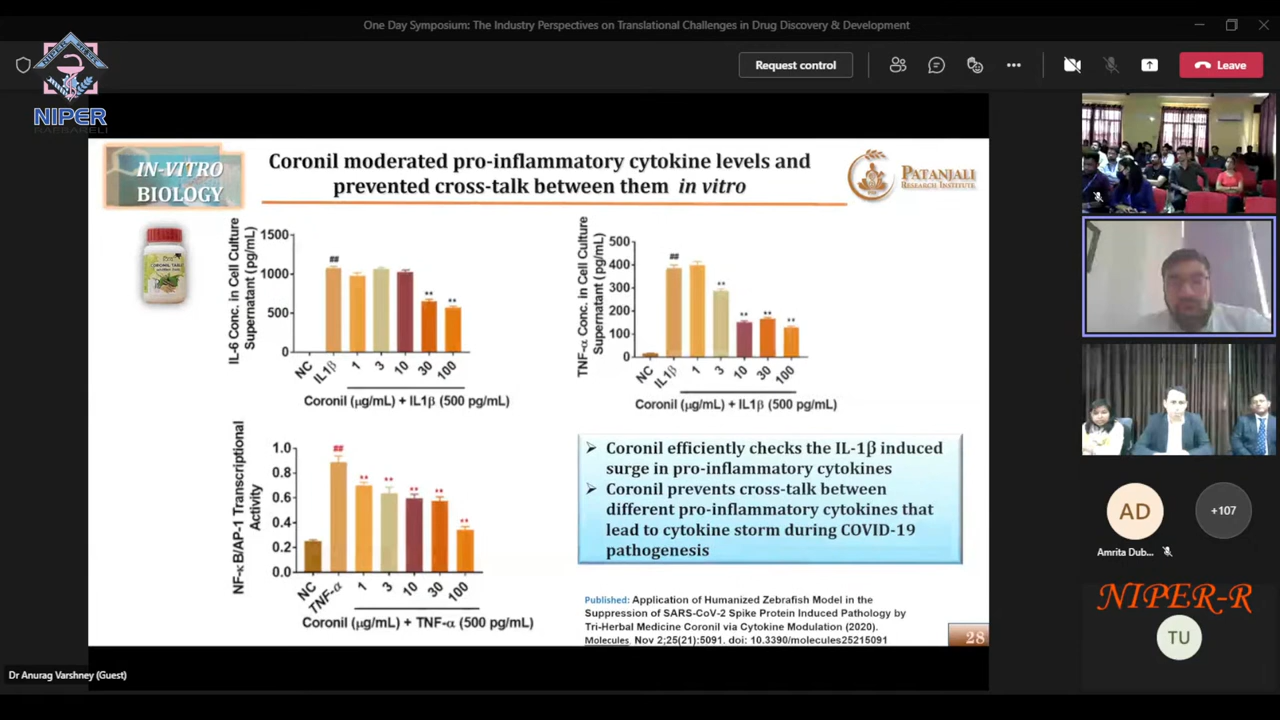 One Day Symposium: The Industry Perspectives on Translational Challenges in Drug Discovery & Development
Request control
Leave
NIPER
RAEBARELI
IN-VITRO
BIOLOGY
Coronil moderated pro-inflammatory cytokine levels and
prevented cross-talk between them in vitro
PATANJALI
RESEARCH INSTITUTE
IL-6 Conc. in Cell Culture
Supernatant (pg/mL)
1500
1000
500
0
##
**
**
NC
IL1β
1
3
10
30
100
Coronil (µg/mL) + IL1β (500 pg/mL)
TNF-α Conc. in Cell Culture
Supernatant (pg/mL)
500
400
300
200
100
0
##
**
**
**
**
NC
IL1β
1
3
10
30
100
Coronil (µg/mL) + IL1β (500 pg/mL)
NF-κB/AP-1 Transcriptional
Activity
1.0
0.8
0.6
0.4
0.2
0.0
##
**
**
**
**
**
NC
TNF-α
1
3
10
30
100
Coronil (µg/mL) + TNF-α (500 pg/mL)
➢ Coronil efficiently checks the IL-1β induced
surge in pro-inflammatory cytokines
➢ Coronil prevents cross-talk between
different pro-inflammatory cytokines that
lead to cytokine storm during COVID-19
pathogenesis
Published: Application of Humanized Zebrafish Model in the
Suppression of SARS-CoV-2 Spike Protein Induced Pathology by
Tri-Herbal Medicine Coronil via Cytokine Modulation (2020).
Molecules, Nov 2;25(21);5091. doi: 10.3390/molecules25215091
28
AD
+107
Amrita Dub...
NIPER-R
TU
Dr Anurag Varshney (Guest)